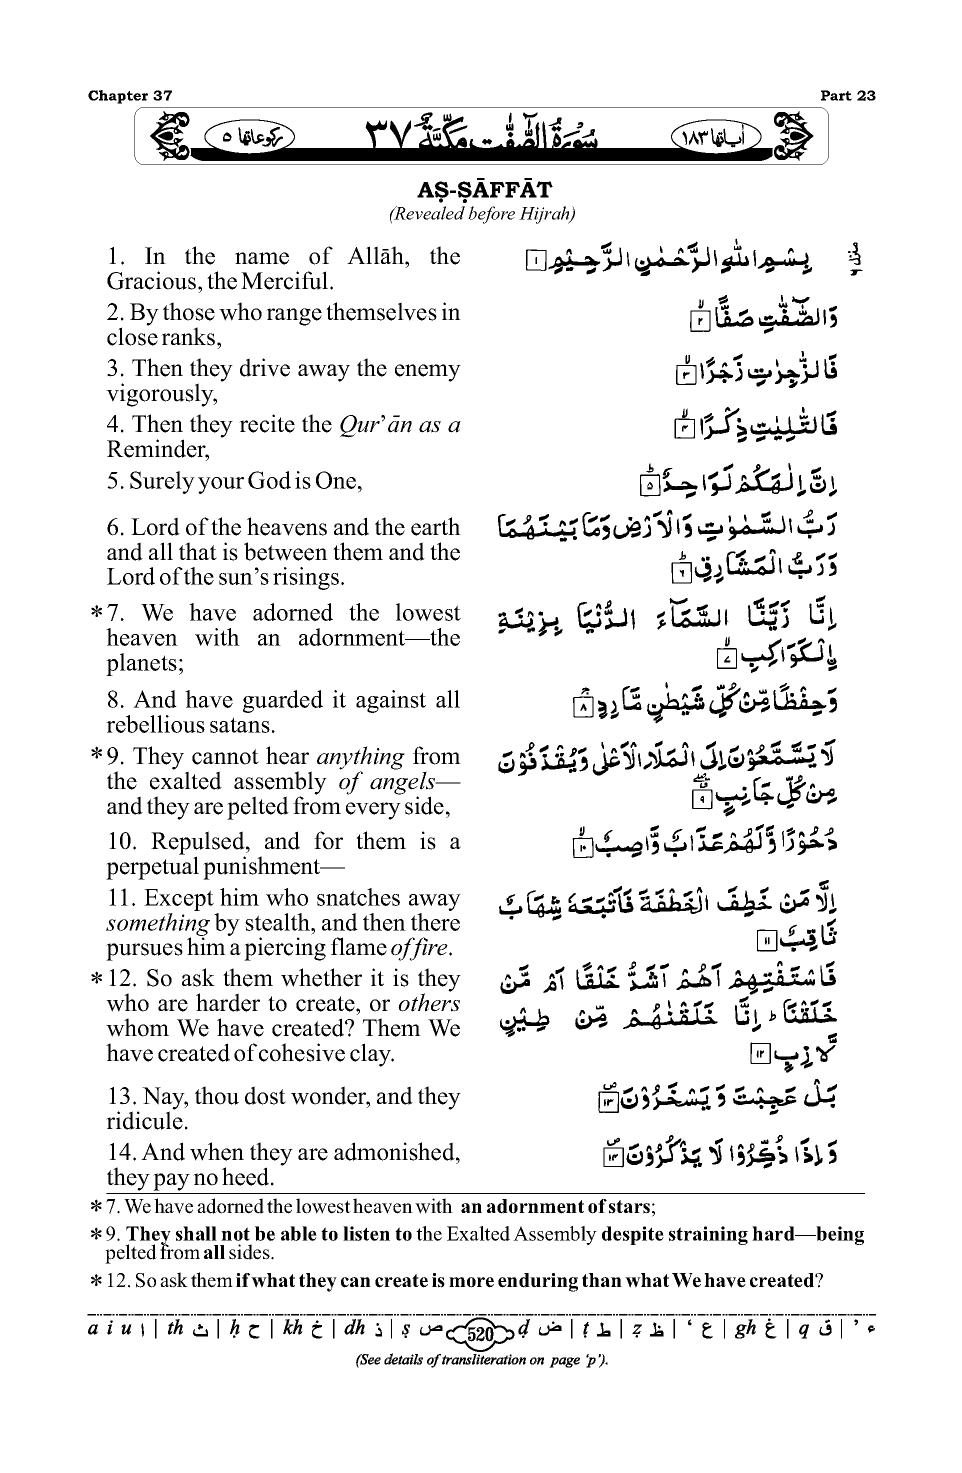 Chapter 37 Part 23
رکوعاتہا ٥ سُوْرَةُ الصّٰٓفّٰتِ مَكِّيَّةٌ ٣٧ اٰیاتہا ١٨٣
AṢ-ṢĀFFĀT
(Revealed before Hijrah)
1. In the name of Allāh, the
Gracious, the Merciful.
بِسْمِ اللّٰهِ الرَّحْمٰنِ الرَّحِيْمِ ١
2. By those who range themselves in
close ranks,
وَالصّٰٓفّٰتِ صَفًّا ۙ ٢
3. Then they drive away the enemy
vigorously,
فَالزّٰجِرٰتِ زَجْرًا ۙ ٣
4. Then they recite the Qur’ān as a
Reminder,
فَالتّٰلِيٰتِ ذِكْرًا ۙ ٤
5. Surely your God is One,
اِنَّ اِلٰهَكُمْ لَوَاحِدٌ ؕ ٥
6. Lord of the heavens and the earth
and all that is between them and the
Lord of the sun’s risings.
رَبُّ السَّمٰوٰتِ وَالْاَرْضِ وَمَا بَيْنَهُمَا
وَرَبُّ الْمَشَارِقِ ؕ ٦
*7. We have adorned the lowest
heaven with an adornment—the
planets;
اِنَّا زَيَّنَّا السَّمَآءَ الدُّنْيَا بِزِيْنَةِ
ِالْكَوَاكِبِ ۙ ٧
8. And have guarded it against all
rebellious satans.
وَحِفْظًا مِّنْ كُلِّ شَيْطٰنٍ مَّارِدٍ ۚ ٨
*9. They cannot hear anything from
the exalted assembly of angels—
and they are pelted from every side,
لَا يَسَّمَّعُوْنَ اِلَى الْمَلَاِ الْاَعْلٰى وَيُقْذَفُوْنَ
مِنْ كُلِّ جَانِبٍ ٩
10. Repulsed, and for them is a
perpetual punishment—
دُحُوْرًا وَّلَهُمْ عَذَابٌ وَّاصِبٌ ۙ ١٠
11. Except him who snatches away
something by stealth, and then there
pursues him a piercing flame of fire.
اِلَّا مَنْ خَطِفَ الْخَطْفَةَ فَاَتْبَعَهٗ شِهَابٌ
ثَاقِبٌ ١١
*12. So ask them whether it is they
who are harder to create, or others
whom We have created? Them We
have created of cohesive clay.
فَاسْتَفْتِهِمْ اَهُمْ اَشَدُّ خَلْقًا اَمْ مَّنْ
خَلَقْنَا ؕ اِنَّا خَلَقْنٰهُمْ مِّنْ طِيْنٍ
لَّازِبٍ ١٢
13. Nay, thou dost wonder, and they
ridicule.
بَلْ عَجِبْتَ وَيَسْخَرُوْنَ ۪ ١٣
14. And when they are admonished,
they pay no heed.
وَاِذَا ذُكِّرُوْا لَا يَذْكُرُوْنَ ۪ ١٤
* 7. We have adorned the lowest heaven with an adornment of stars;
* 9. They shall not be able to listen to the Exalted Assembly despite straining hard—being
pelted from all sides.
* 12. So ask them if what they can create is more enduring than what We have created?
a i u ا | th ث | ḥ ح | kh خ | dh ذ | ṣ ص 520 ḍ ض | ṭ ط | ẓ ظ | ‘ ع | gh غ | q ق | ’ ء
(See details of transliteration on page ‘p’).